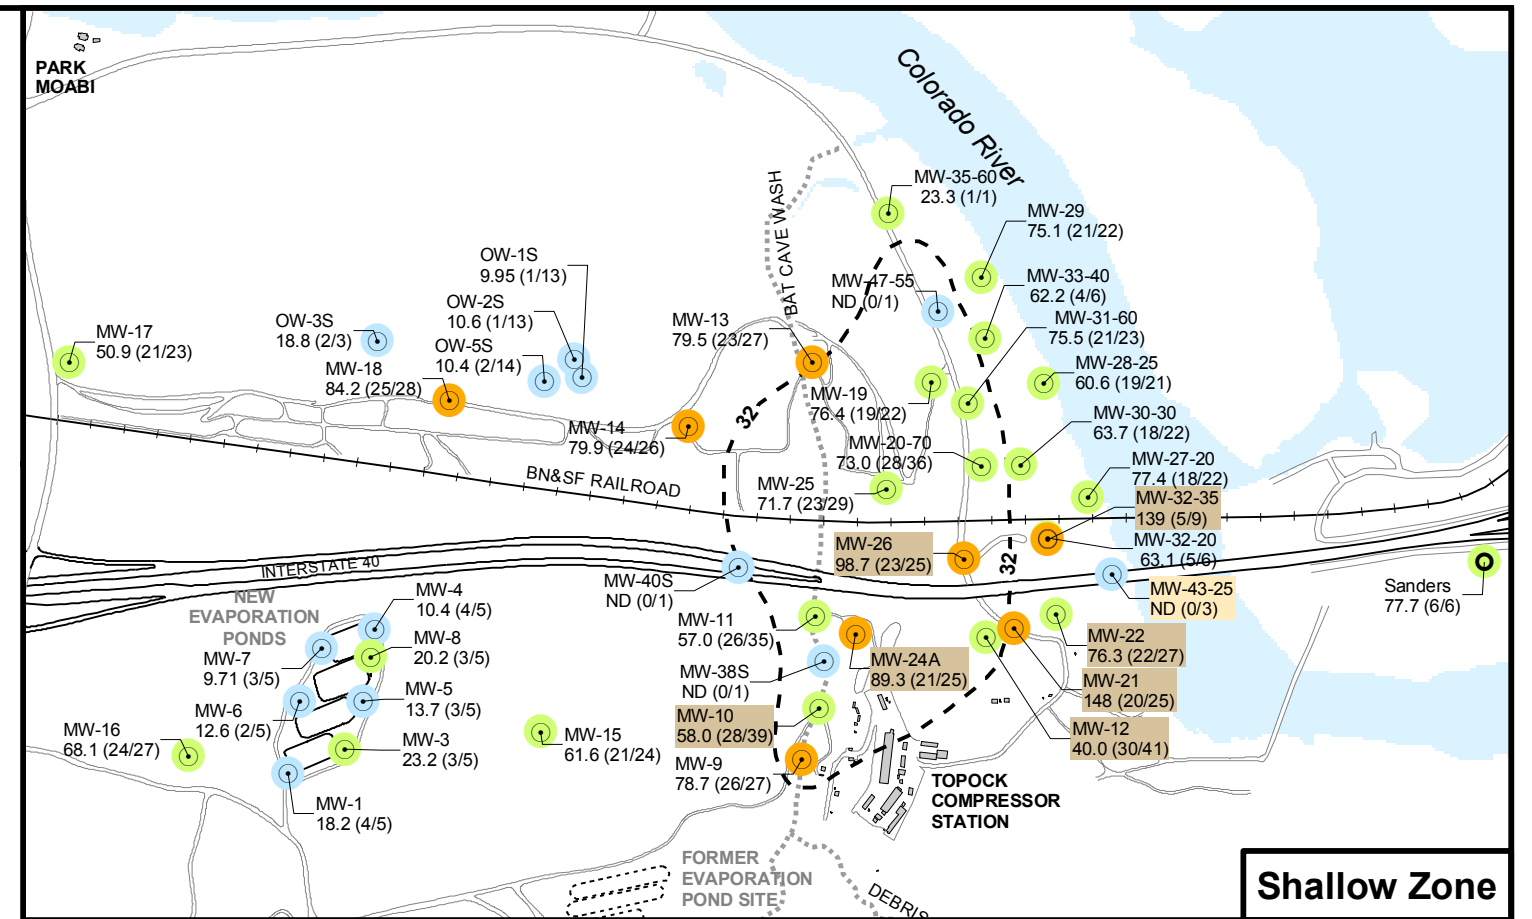 PARK
MOABI
Colorado River
MW-35-60
23.3 (1/1)
BAT CAVE WASH
MW-29
75.1 (21/22)
OW-1S
9.95 (1/13)
MW-47-55
ND (0/1)
MW-33-40
62.2 (4/6)
OW-2S
10.6 (1/13)
MW-31-60
75.5 (21/23)
MW-17
50.9 (21/23)
OW-3S
18.8 (2/3)
MW-13
79.5 (23/27)
OW-5S
10.4 (2/14)
MW-28-25
60.6 (19/21)
MW-18
84.2 (25/28)
MW-19
76.4 (19/22)
32
MW-30-30
63.7 (18/22)
MW-14
79.9 (24/26)
MW-20-70
73.0 (28/36)
MW-27-20
77.4 (18/22)
BN&SF RAILROAD
MW-25
71.7 (23/29)
MW-32-35
139 (5/9)
MW-26
98.7 (23/25)
MW-32-20
63.1 (5/6)
32
INTERSTATE 40
MW-40S
ND (0/1)
MW-43-25
ND (0/3)
Sanders
77.7 (6/6)
NEW
EVAPORATION
PONDS
MW-4
10.4 (4/5)
MW-11
57.0 (26/35)
MW-8
20.2 (3/5)
MW-22
76.3 (22/27)
MW-7
9.71 (3/5)
MW-24A
89.3 (21/25)
MW-38S
ND (0/1)
MW-21
148 (20/25)
MW-5
13.7 (3/5)
MW-6
12.6 (2/5)
MW-10
58.0 (28/39)
MW-12
40.0 (30/41)
MW-16
68.1 (24/27)
MW-15
61.6 (21/24)
MW-3
23.2 (3/5)
MW-9
78.7 (26/27)
MW-1
18.2 (4/5)
TOPOCK
COMPRESSOR
STATION
FORMER
EVAPORATION
POND SITE
DEBRIS
Shallow Zone